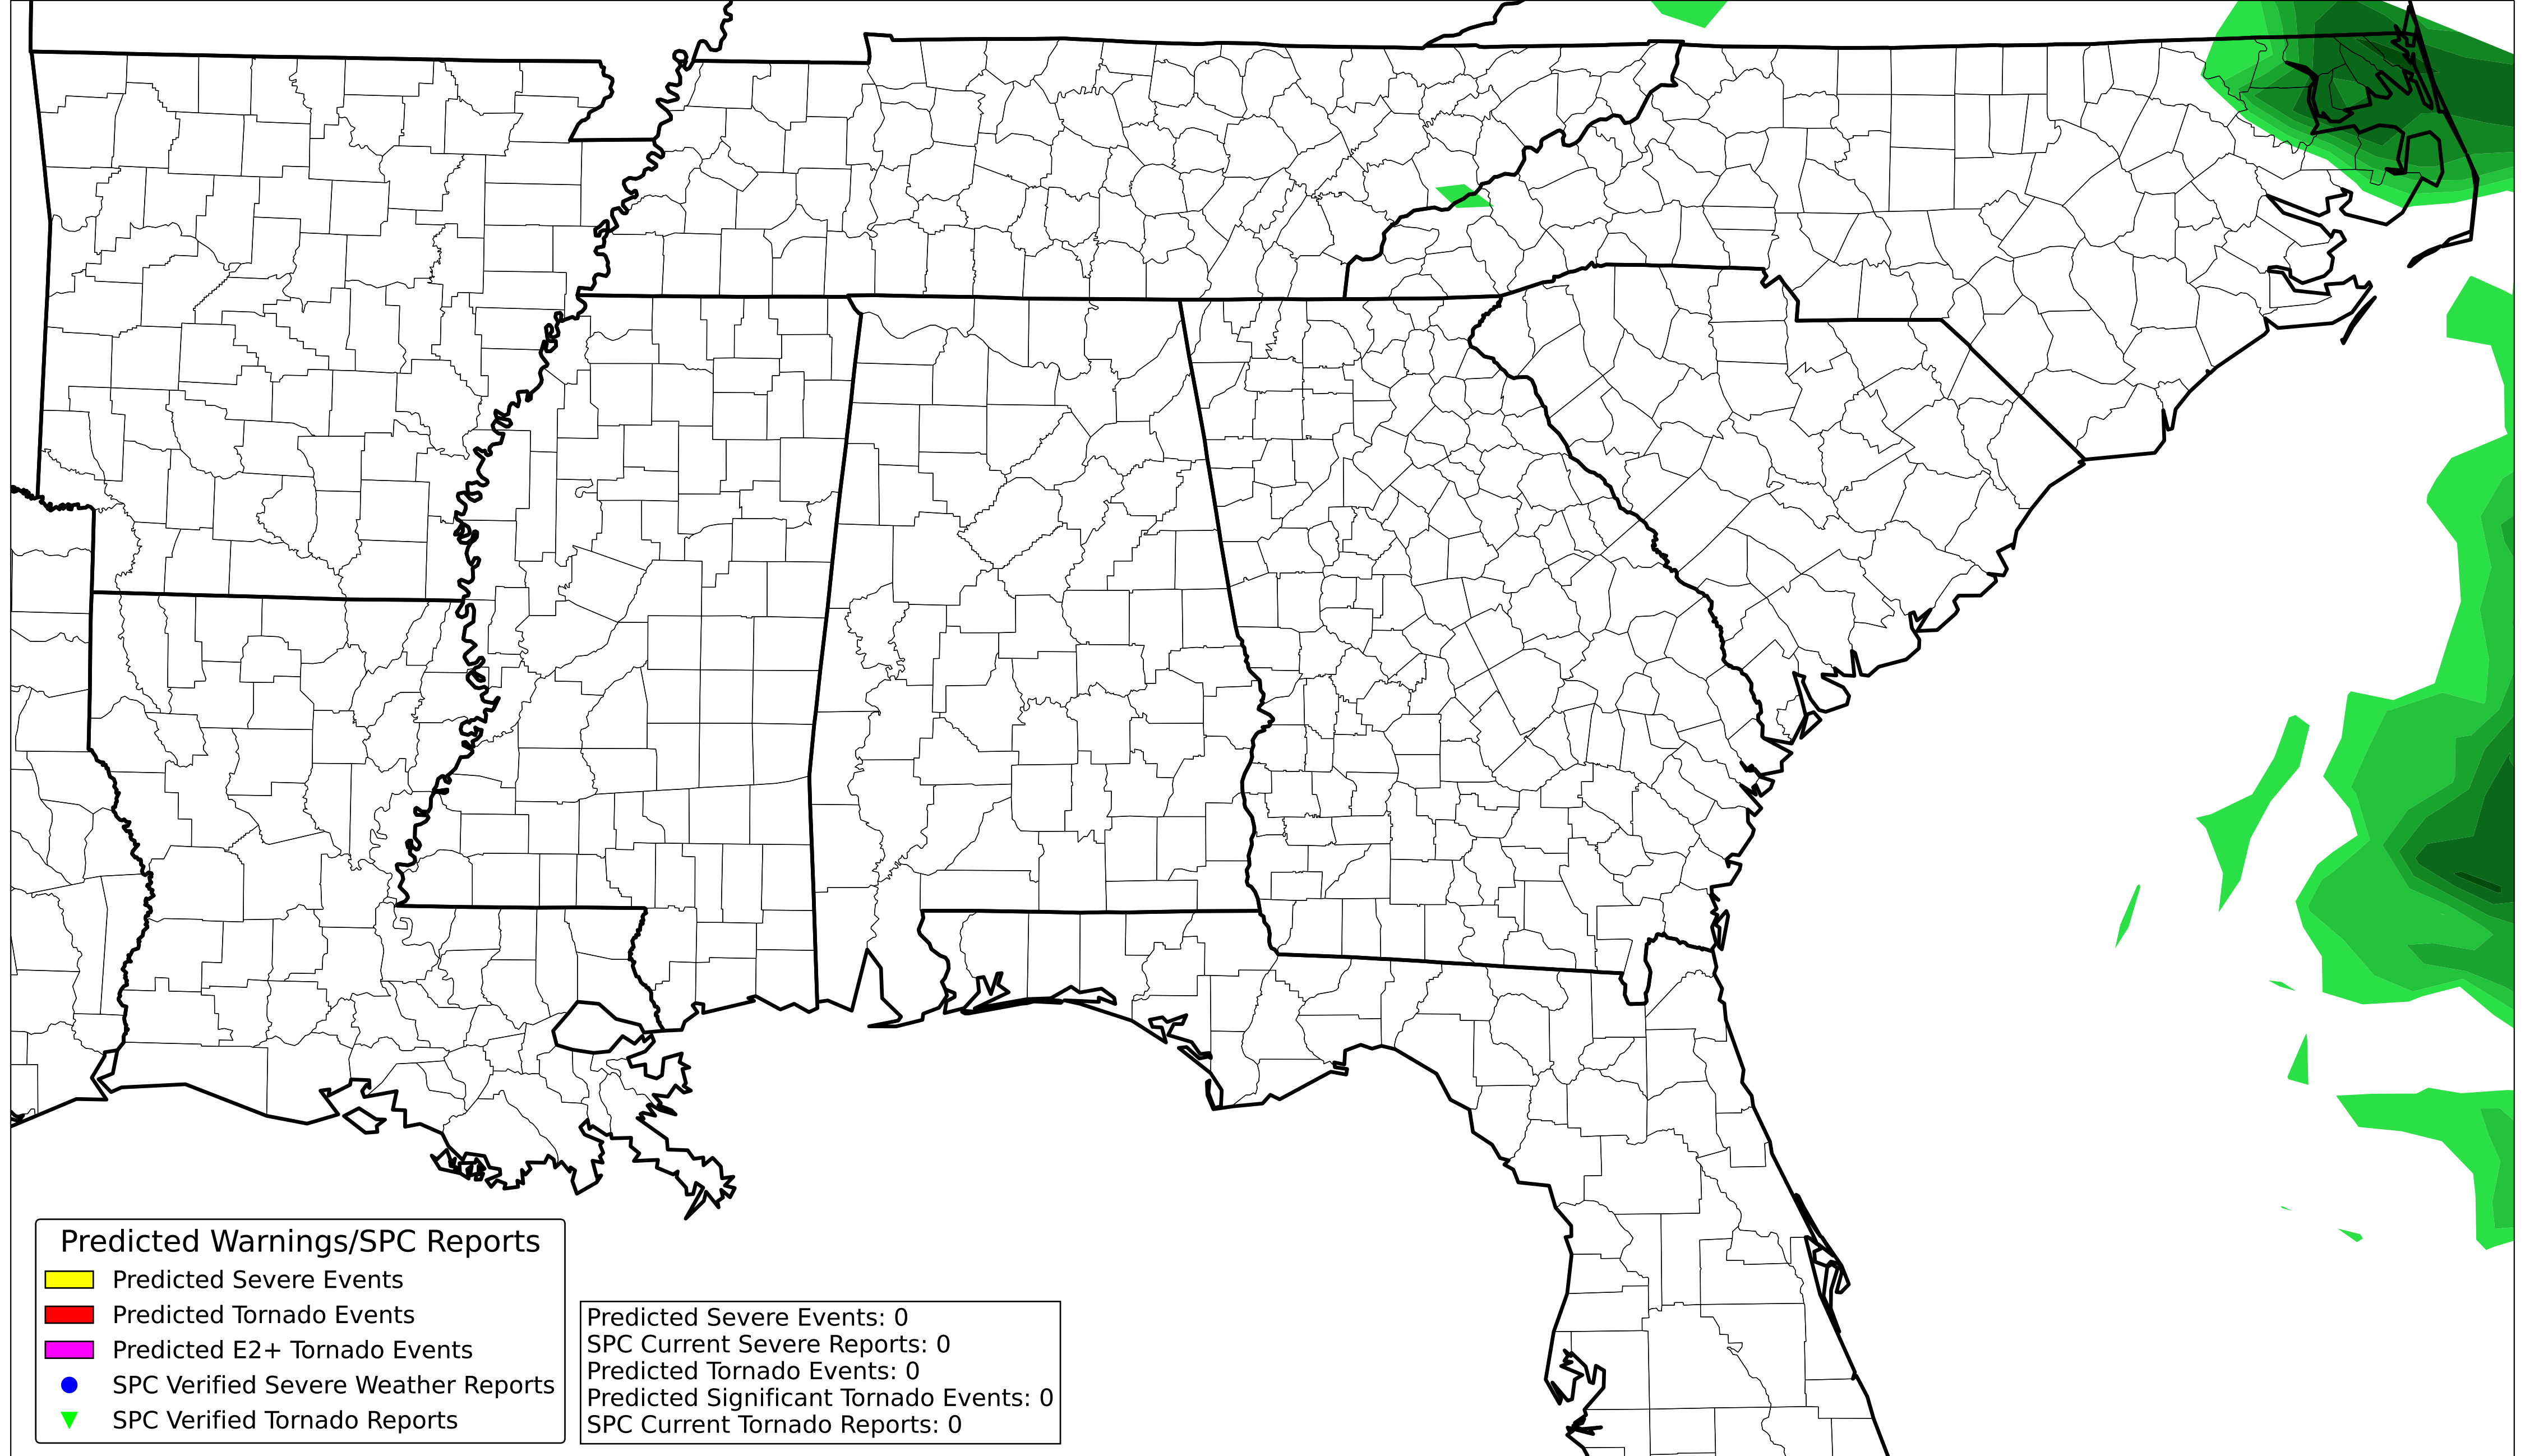 Predicted Warnings/SPC Reports
Predicted Severe Events
Predicted Tornado Events
Predicted E2+ Tornado Events
SPC Verified Severe Weather Reports
SPC Verified Tornado Reports
Predicted Severe Events: 0
SPC Current Severe Reports: 0
Predicted Tornado Events: 0
Predicted Significant Tornado Events: 0
SPC Current Tornado Reports: 0